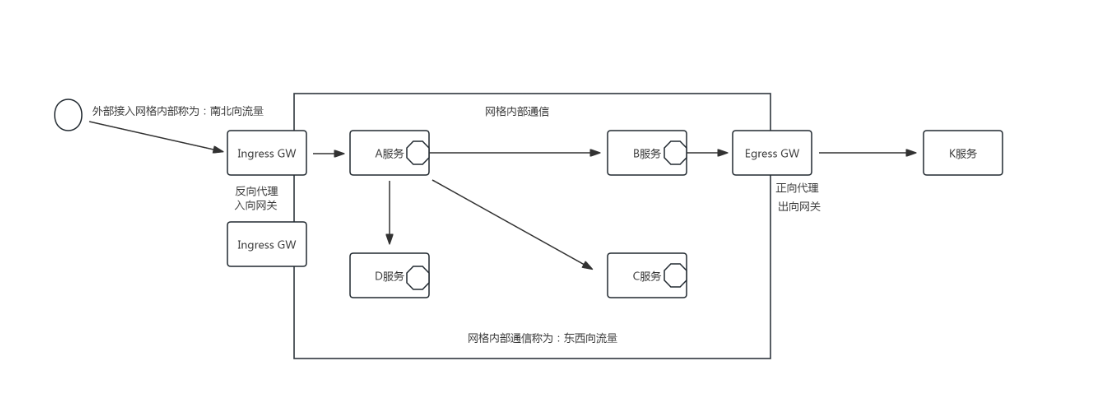 外部接入网格内部称为：南北向流量
网格内部通信
Ingress GW
A服务
B服务
Egress GW
K服务
反向代理
入向网关
正向代理
出向网关
Ingress GW
D服务
C服务
网格内部通信称为：东西向流量